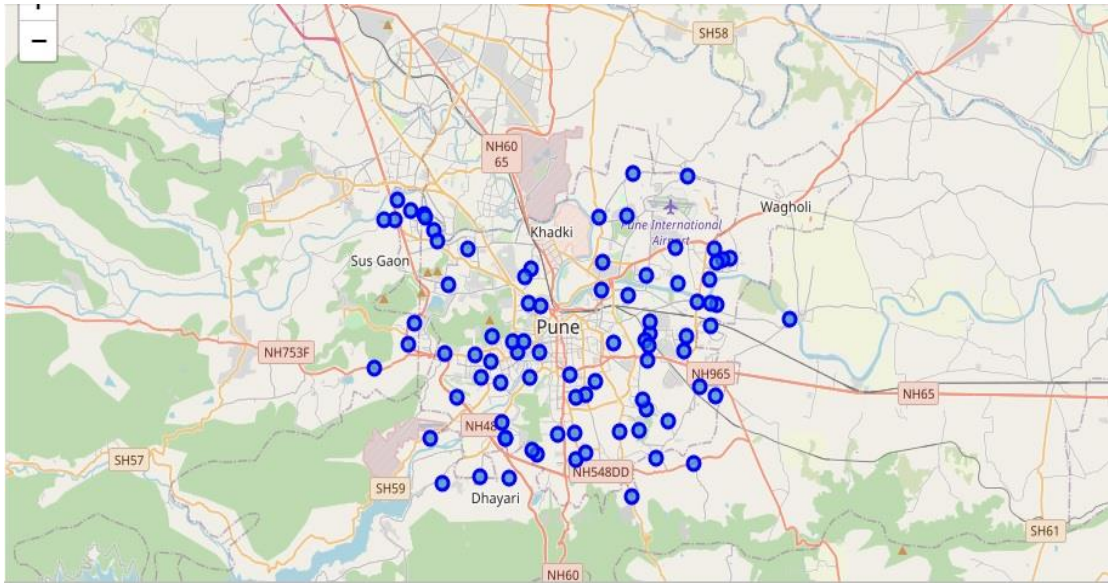 +
−
SH58
NH60
65
Wagholi
Khadki
Pune International
Airport
Sus Gaon
Pune
NH753F
NH965
NH65
NH48
SH57
NH548DD
SH59
Dhayari
SH61
NH60